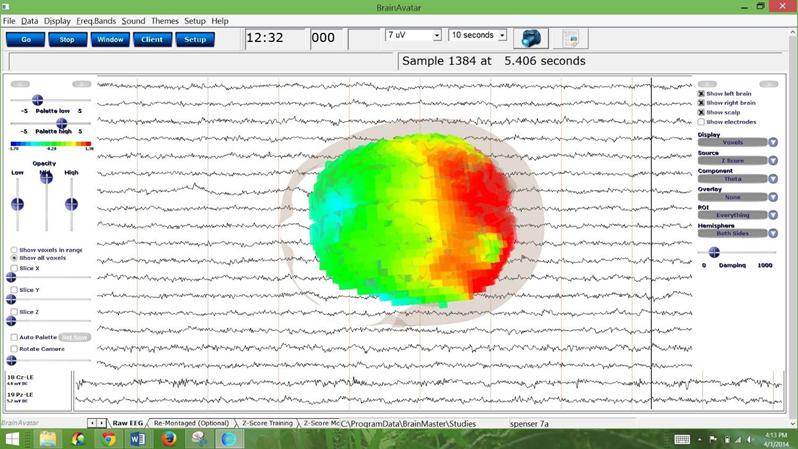 BrainAvatar
File Data Display Freq.Bands Sound Themes Setup Help
Go Stop Window Client Setup 12:32 000 7 uV 10 seconds
Sample 1384 at 5.406 seconds
-5 Palette low 5
-5 Palette high 5
Opacity
Low Mid High
Show voxels in range
Show all voxels
Slice X
Slice Y
Slice Z
Auto Palette Set Now
Rotate Camera
Show left brain
Show right brain
Show scalp
Show electrodes
Display
Voxels
Source
Z Score
Component
Theta
Overlay
None
ROI
Everything
Hemisphere
Both Sides
0 Damping 1000
18 Cz-LE
19 Pz-LE
BrainAvatar Raw EEG Re-Montaged (Optional) Z-Score Training Z-Score Mc C:\ProgramData\BrainMaster\Studies spenser 7a
4:13 PM
4/1/2014